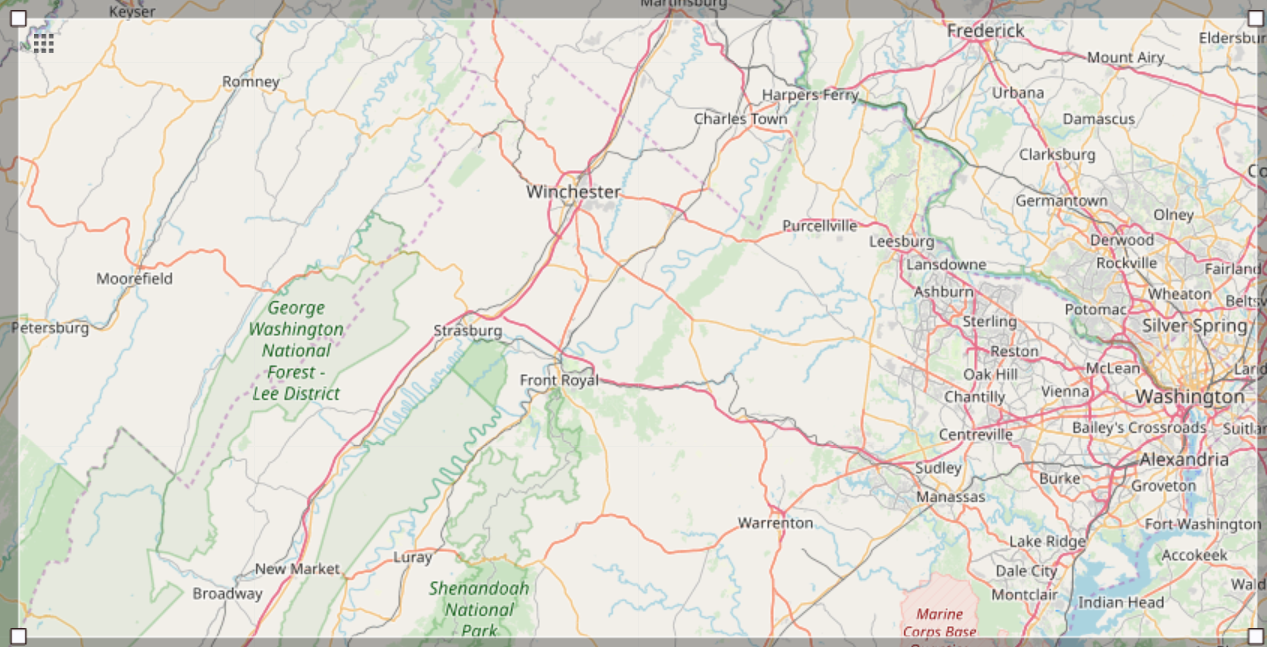 Keyser
Martinsburg
Frederick
Eldersbur
Mount Airy
Romney
Harpers Ferry
Urbana
Charles Town
Damascus
Clarksburg
Co
Winchester
Germantown
Olney
Purcellville
Leesburg
Derwood
Lansdowne
Rockville
Fairland
Moorefield
Ashburn
Wheaton
Beltsv
George
Washington
National
Forest -
Lee District
Potomac
Petersburg
Strasburg
Sterling
Silver Spring
Reston
McLean
Land
Front Royal
Oak Hill
Vienna
Chantilly
Washington
Centreville
Bailey's Crossroads
Suitlan
Sudley
Alexandria
Manassas
Burke
Groveton
Warrenton
Fort Washington
Lake Ridge
Accokeek
Luray
New Market
Dale City
Broadway
Shenandoah
National
Park
Montclair
Indian Head
Wald
Marine
Corps Base